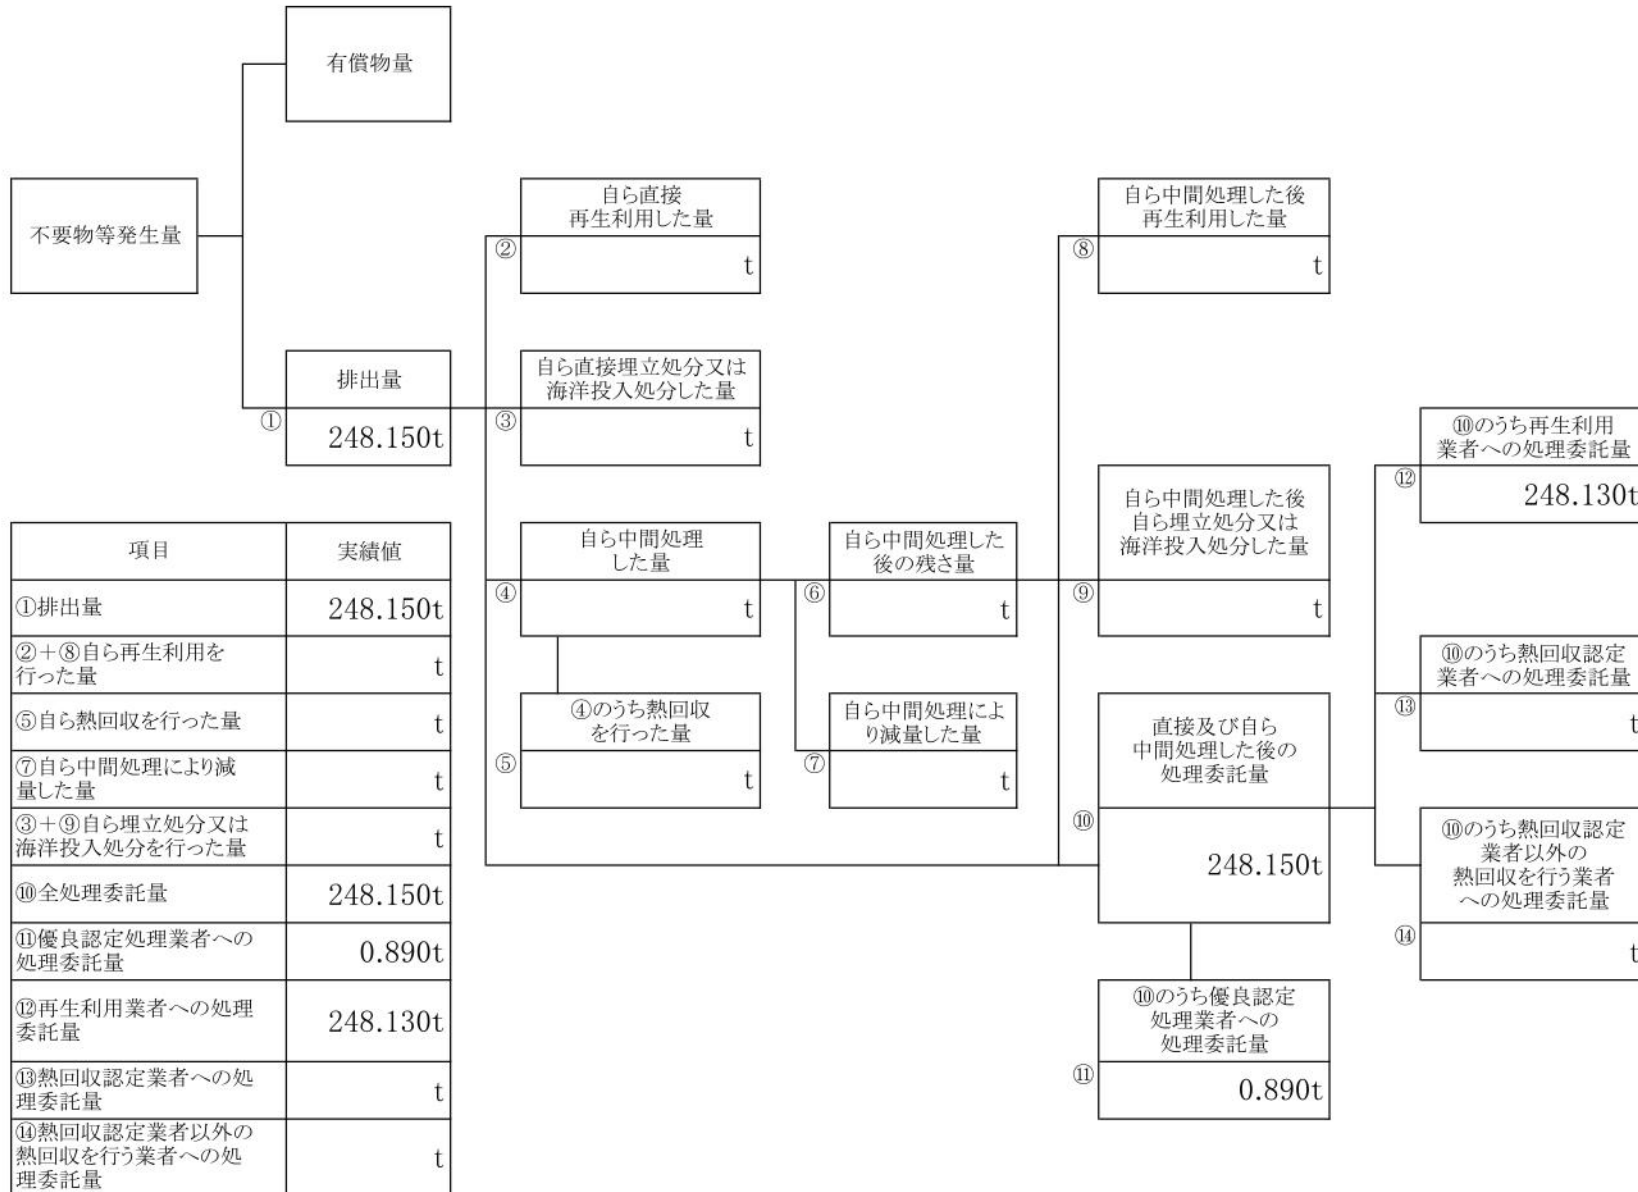 有償物量
不要物等発生量
自ら直接
再生利用した量
②
t
自ら中間処理した後
再生利用した量
⑧
t
排出量
①
248.150t
自ら直接埋立処分又は
海洋投入処分した量
③
t
⑩のうち再生利用
業者への処理委託量
⑫
248.130t
自ら中間処理
した量
④
t
自ら中間処理した
後の残さ量
⑥
t
自ら中間処理した後
自ら埋立処分又は
海洋投入処分した量
⑨
t
④のうち熱回収
を行った量
⑤
t
自ら中間処理によ
り減量した量
⑦
t
直接及び自ら
中間処理した後の
処理委託量
⑩
248.150t
⑩のうち熱回収認定
業者への処理委託量
⑬
t
⑩のうち熱回収認定
業者以外の
熱回収を行う業者
への処理委託量
⑭
t
⑩のうち優良認定
処理業者への
処理委託量
⑪
0.890t
項目 実績値
①排出量 248.150t
②+⑧自ら再生利用を
行った量 t
⑤自ら熱回収を行った量 t
⑦自ら中間処理により減
量した量 t
③+⑨自ら埋立処分又は
海洋投入処分を行った量 t
⑩全処理委託量 248.150t
⑪優良認定処理業者への
処理委託量 0.890t
⑫再生利用業者への処理
委託量 248.130t
⑬熱回収認定業者への処
理委託量 t
⑭熱回収認定業者以外の
熱回収を行う業者への処
理委託量 t